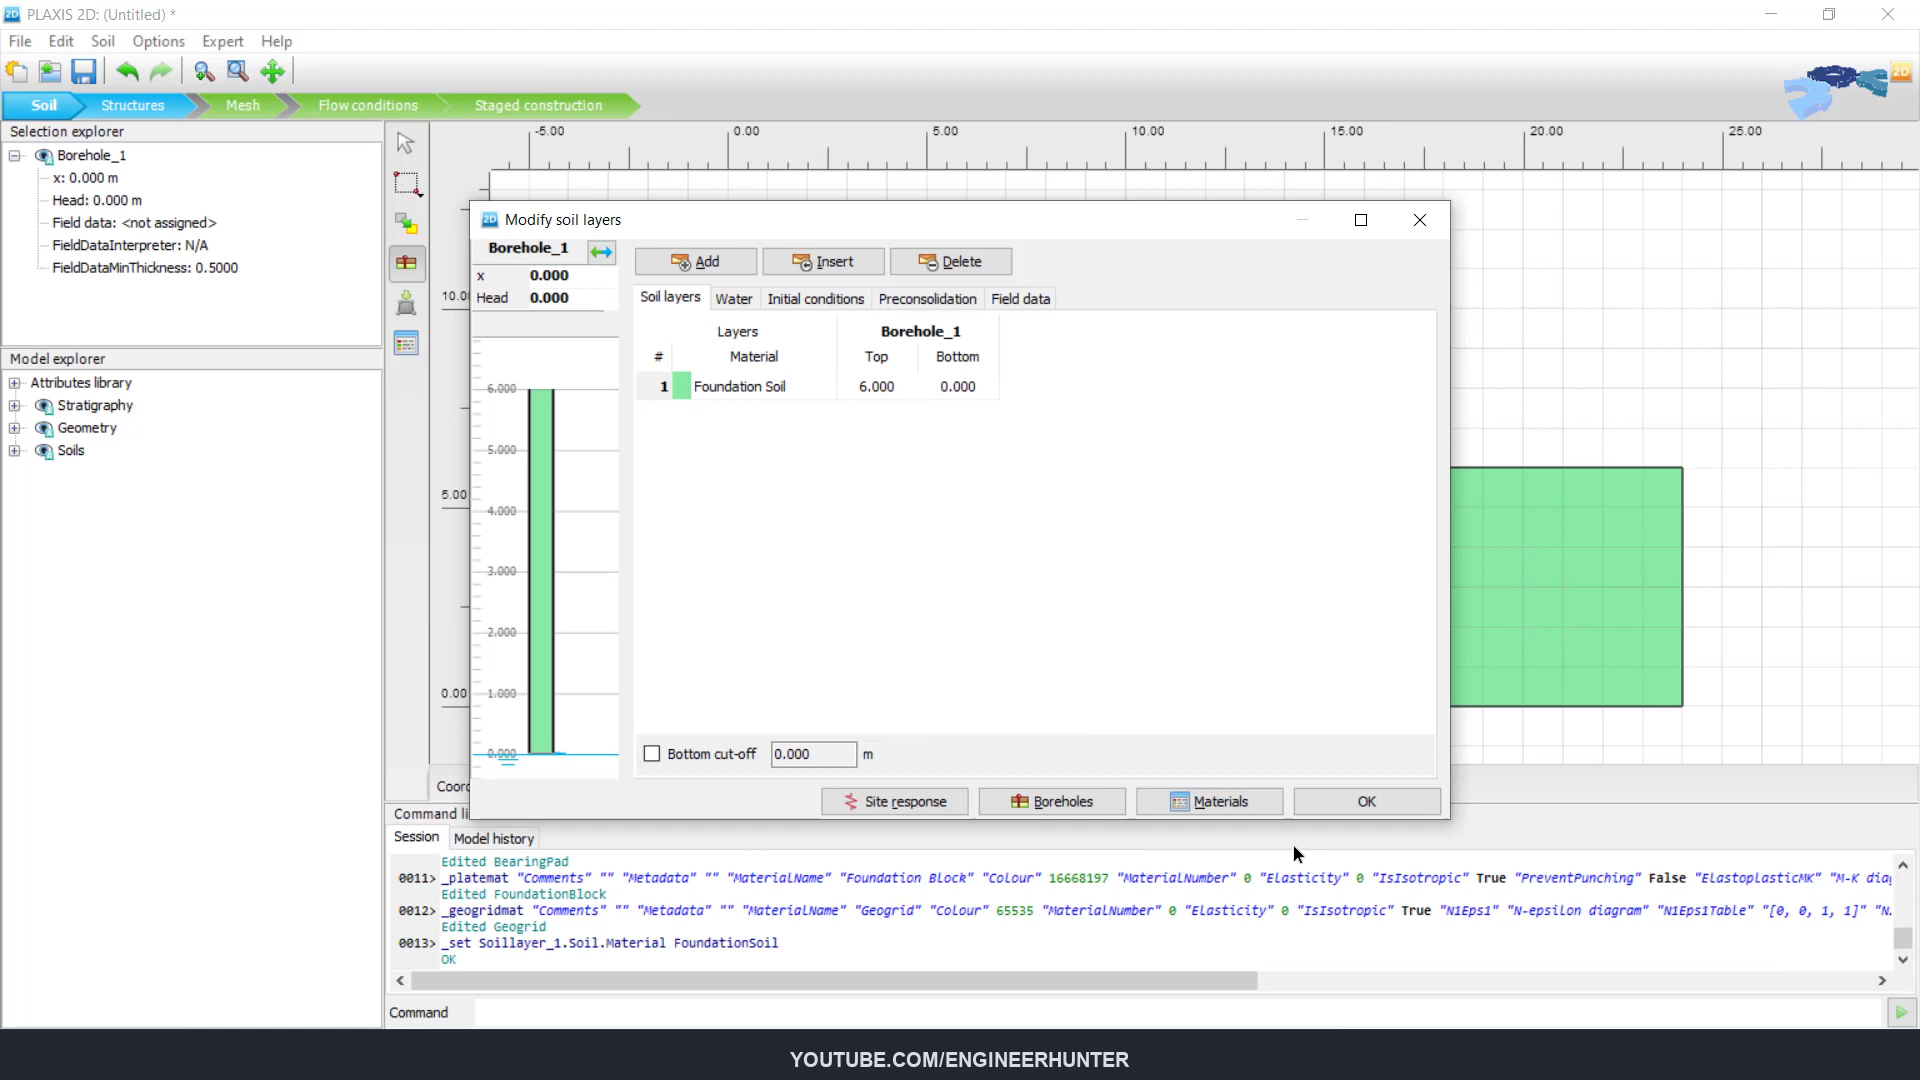 PLAXIS 2D: (Untitled) *
File Edit Soil Options Expert Help
Soil Structures Mesh Flow conditions Staged construction
Selection explorer
Borehole_1
x: 0.000 m
Head: 0.000 m
Field data: <not assigned>
FieldDataInterpreter: N/A
FieldDataMinThickness: 0.5000
Model explorer
Attributes library
Stratigraphy
Geometry
Soils
-5.00 0.00 5.00 10.00 15.00 20.00 25.00
10.00
5.00
0.00
2D Modify soil layers
Borehole_1
x 0.000
Head 0.000
Add Insert Delete
Soil layers Water Initial conditions Preconsolidation Field data
Layers Borehole_1
# Material Top Bottom
1 Foundation Soil 6.000 0.000
6.000
5.000
4.000
3.000
2.000
1.000
0.000
Bottom cut-off 0.000 m
Site response Boreholes Materials OK
Coord
Command li
Session Model history
Edited BearingPad
0011> _platemat "Comments" "" "Metadata" "" "MaterialName" "Foundation Block" "Colour" 16668197 "MaterialNumber" 0 "Elasticity" 0 "IsIsotropic" True "PreventPunching" False "ElastoplasticMK" "M-K diag
Edited FoundationBlock
0012> _geogridmat "Comments" "" "Metadata" "" "MaterialName" "Geogrid" "Colour" 65535 "MaterialNumber" 0 "Elasticity" 0 "IsIsotropic" True "N1Eps1" "N-epsilon diagram" "N1Eps1Table" "[0, 0, 1, 1]" "N
Edited Geogrid
0013> _set Soillayer_1.Soil.Material FoundationSoil
OK
Command
YOUTUBE.COM/ENGINEERHUNTER